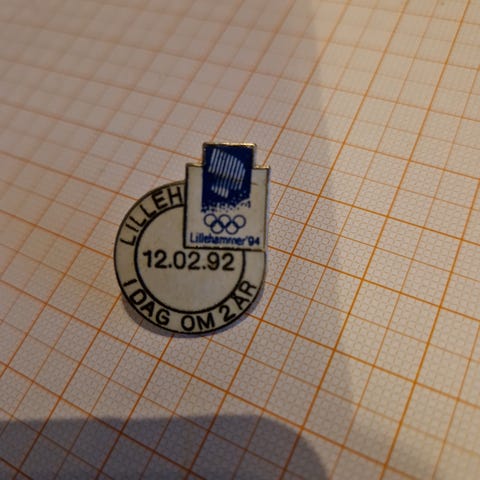 Lillehammer '94
LILLEH
12.02.92
I DAG OM 2 ÅR